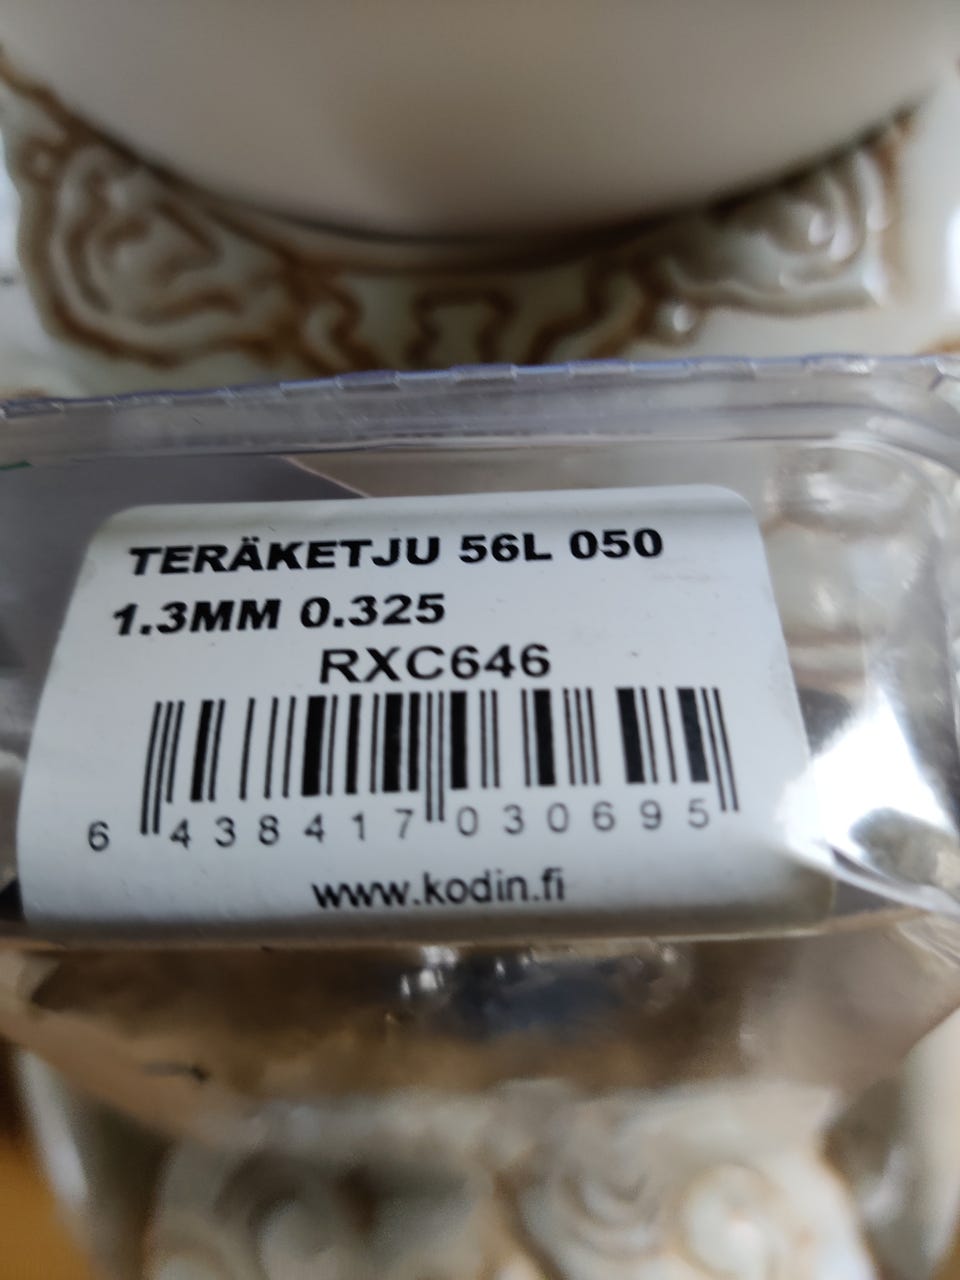 TERÄKETJU 56L 050
1.3MM 0.325
RXC646
6 438417 030695
www.kodin.fi